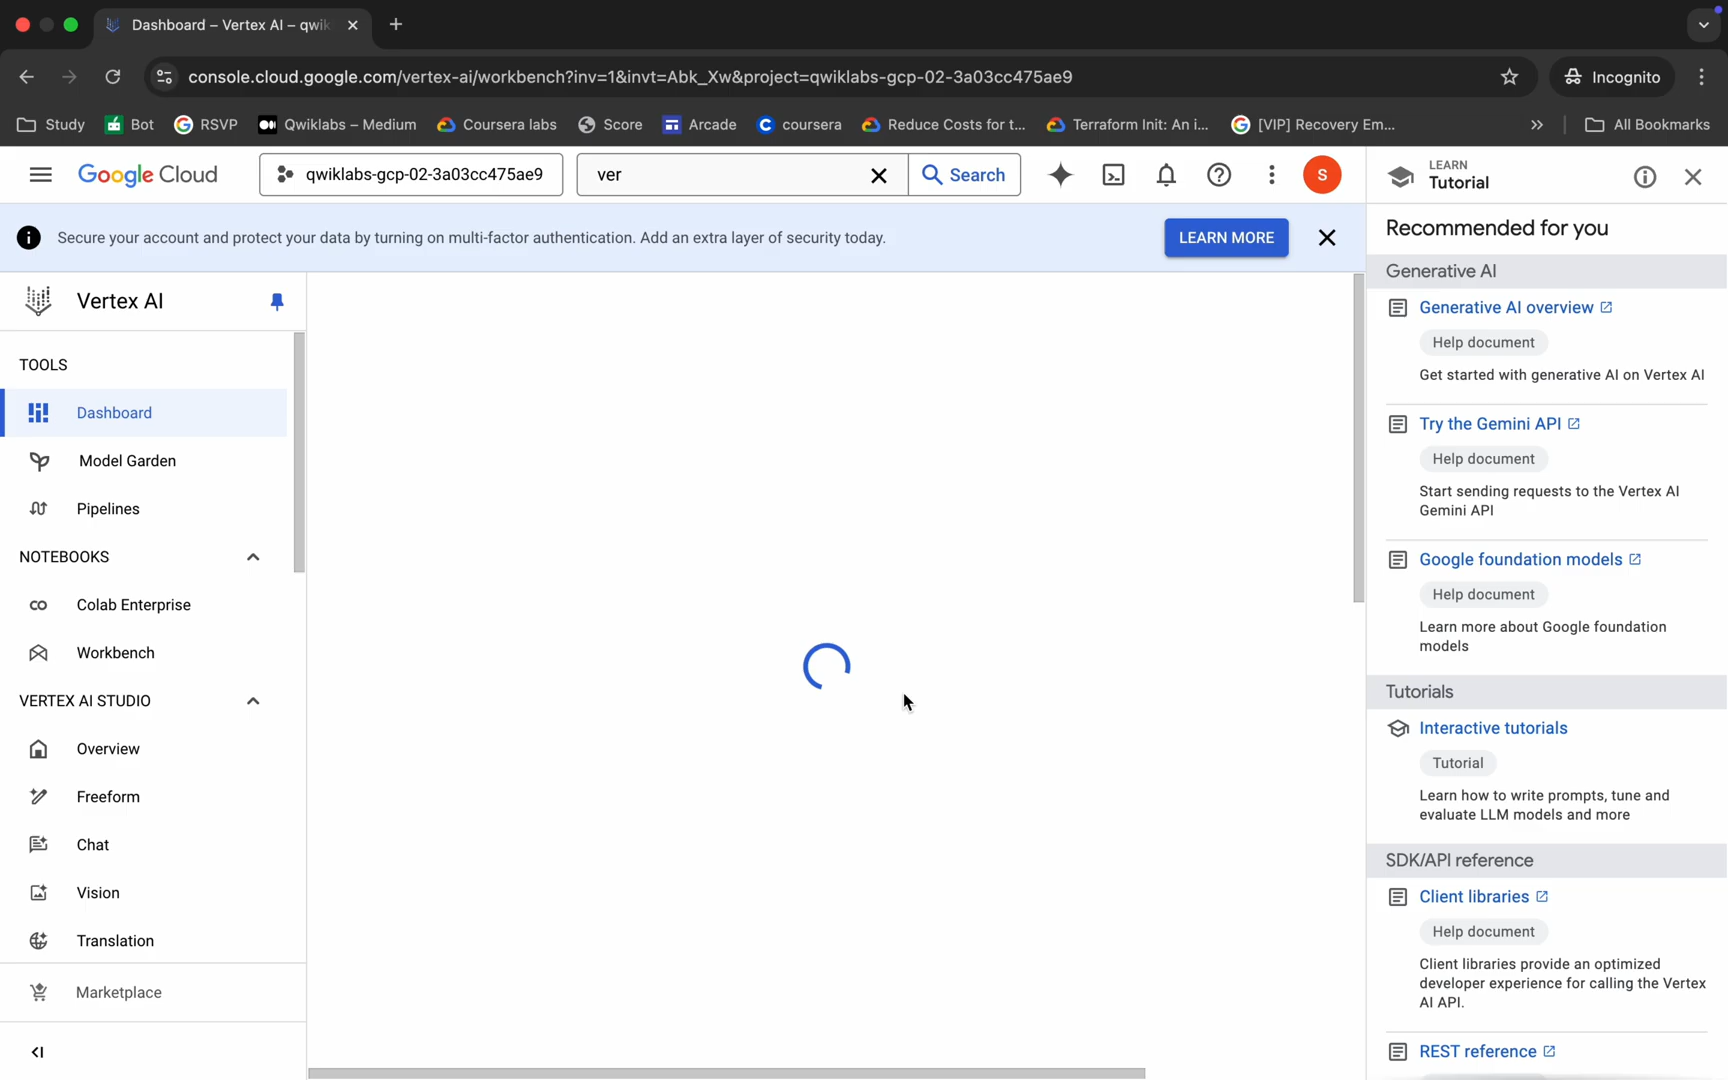 Dashboard – Vertex AI – qwik
console.cloud.google.com/vertex-ai/workbench?inv=1&invt=Abk_Xw&project=qwiklabs-gcp-02-3a03cc475ae9
Incognito
Study
Bot
RSVP
Qwiklabs – Medium
Coursera labs
Score
Arcade
coursera
Reduce Costs for t...
Terraform Init: An i...
[VIP] Recovery Em...
All Bookmarks
Google Cloud
qwiklabs-gcp-02-3a03cc475ae9
ver
Search
S
LEARN
Tutorial
Secure your account and protect your data by turning on multi-factor authentication. Add an extra layer of security today.
LEARN MORE
Vertex AI
TOOLS
Dashboard
Model Garden
Pipelines
NOTEBOOKS
Colab Enterprise
Workbench
VERTEX AI STUDIO
Overview
Freeform
Chat
Vision
Translation
Marketplace
Recommended for you
Generative AI
Generative AI overview
Help document
Get started with generative AI on Vertex AI
Try the Gemini API
Help document
Start sending requests to the Vertex AI
Gemini API
Google foundation models
Help document
Learn more about Google foundation
models
Tutorials
Interactive tutorials
Tutorial
Learn how to write prompts, tune and
evaluate LLM models and more
SDK/API reference
Client libraries
Help document
Client libraries provide an optimized
developer experience for calling the Vertex
AI API.
REST reference